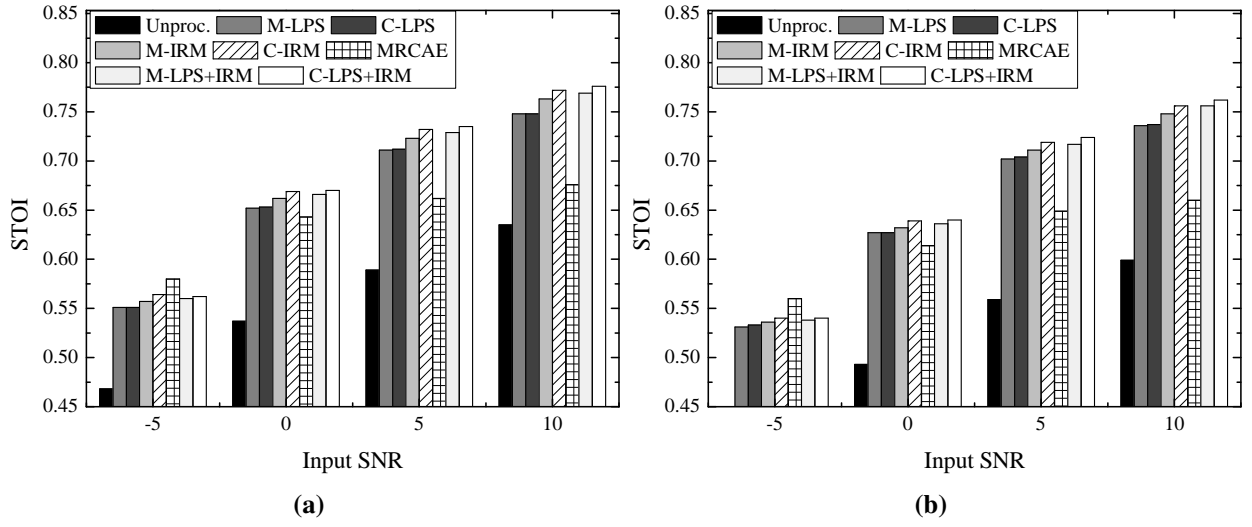 0.85
0.80
0.75
0.70
0.65
0.60
0.55
0.50
0.45
STOI
Unproc. M-LPS C-LPS
M-IRM C-IRM MRCAE
M-LPS+IRM C-LPS+IRM
-5 0 5 10
Input SNR
(a)
0.85
0.80
0.75
0.70
0.65
0.60
0.55
0.50
0.45
STOI
Unproc. M-LPS C-LPS
M-IRM C-IRM MRCAE
M-LPS+IRM C-LPS+IRM
-5 0 5 10
Input SNR
(b)